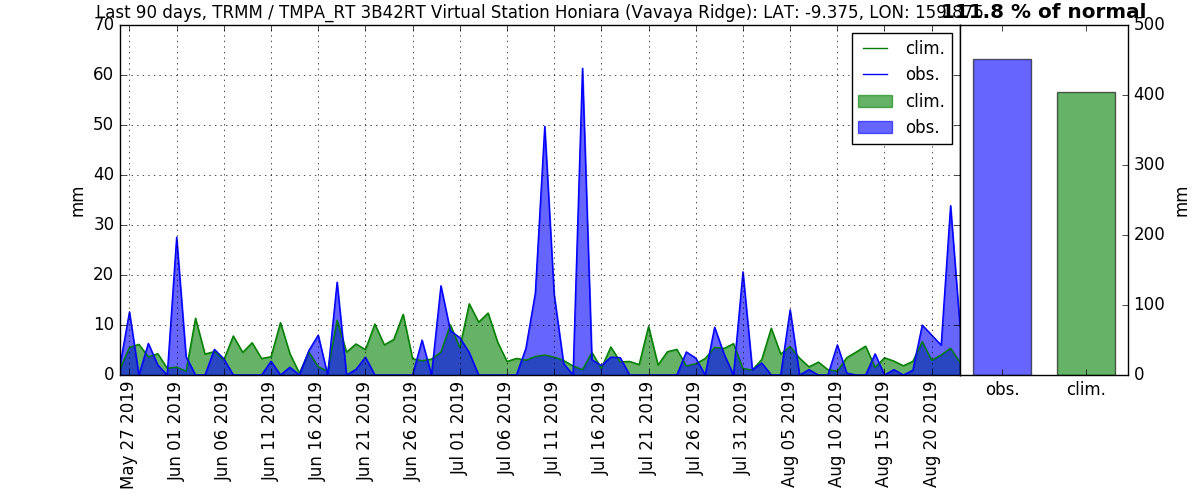 Last 90 days, TRMM / TMPA_RT 3B42RT Virtual Station Honiara (Vavaya Ridge): LAT: -9.375, LON: 159.875
111.8 % of normal
70
60
50
40
30
20
10
0
mm
clim.
obs.
clim.
obs.
500
400
300
200
100
0
mm
May 27 2019
Jun 01 2019
Jun 06 2019
Jun 11 2019
Jun 16 2019
Jun 21 2019
Jun 26 2019
Jul 01 2019
Jul 06 2019
Jul 11 2019
Jul 16 2019
Jul 21 2019
Jul 26 2019
Jul 31 2019
Aug 05 2019
Aug 10 2019
Aug 15 2019
Aug 20 2019
obs.
clim.